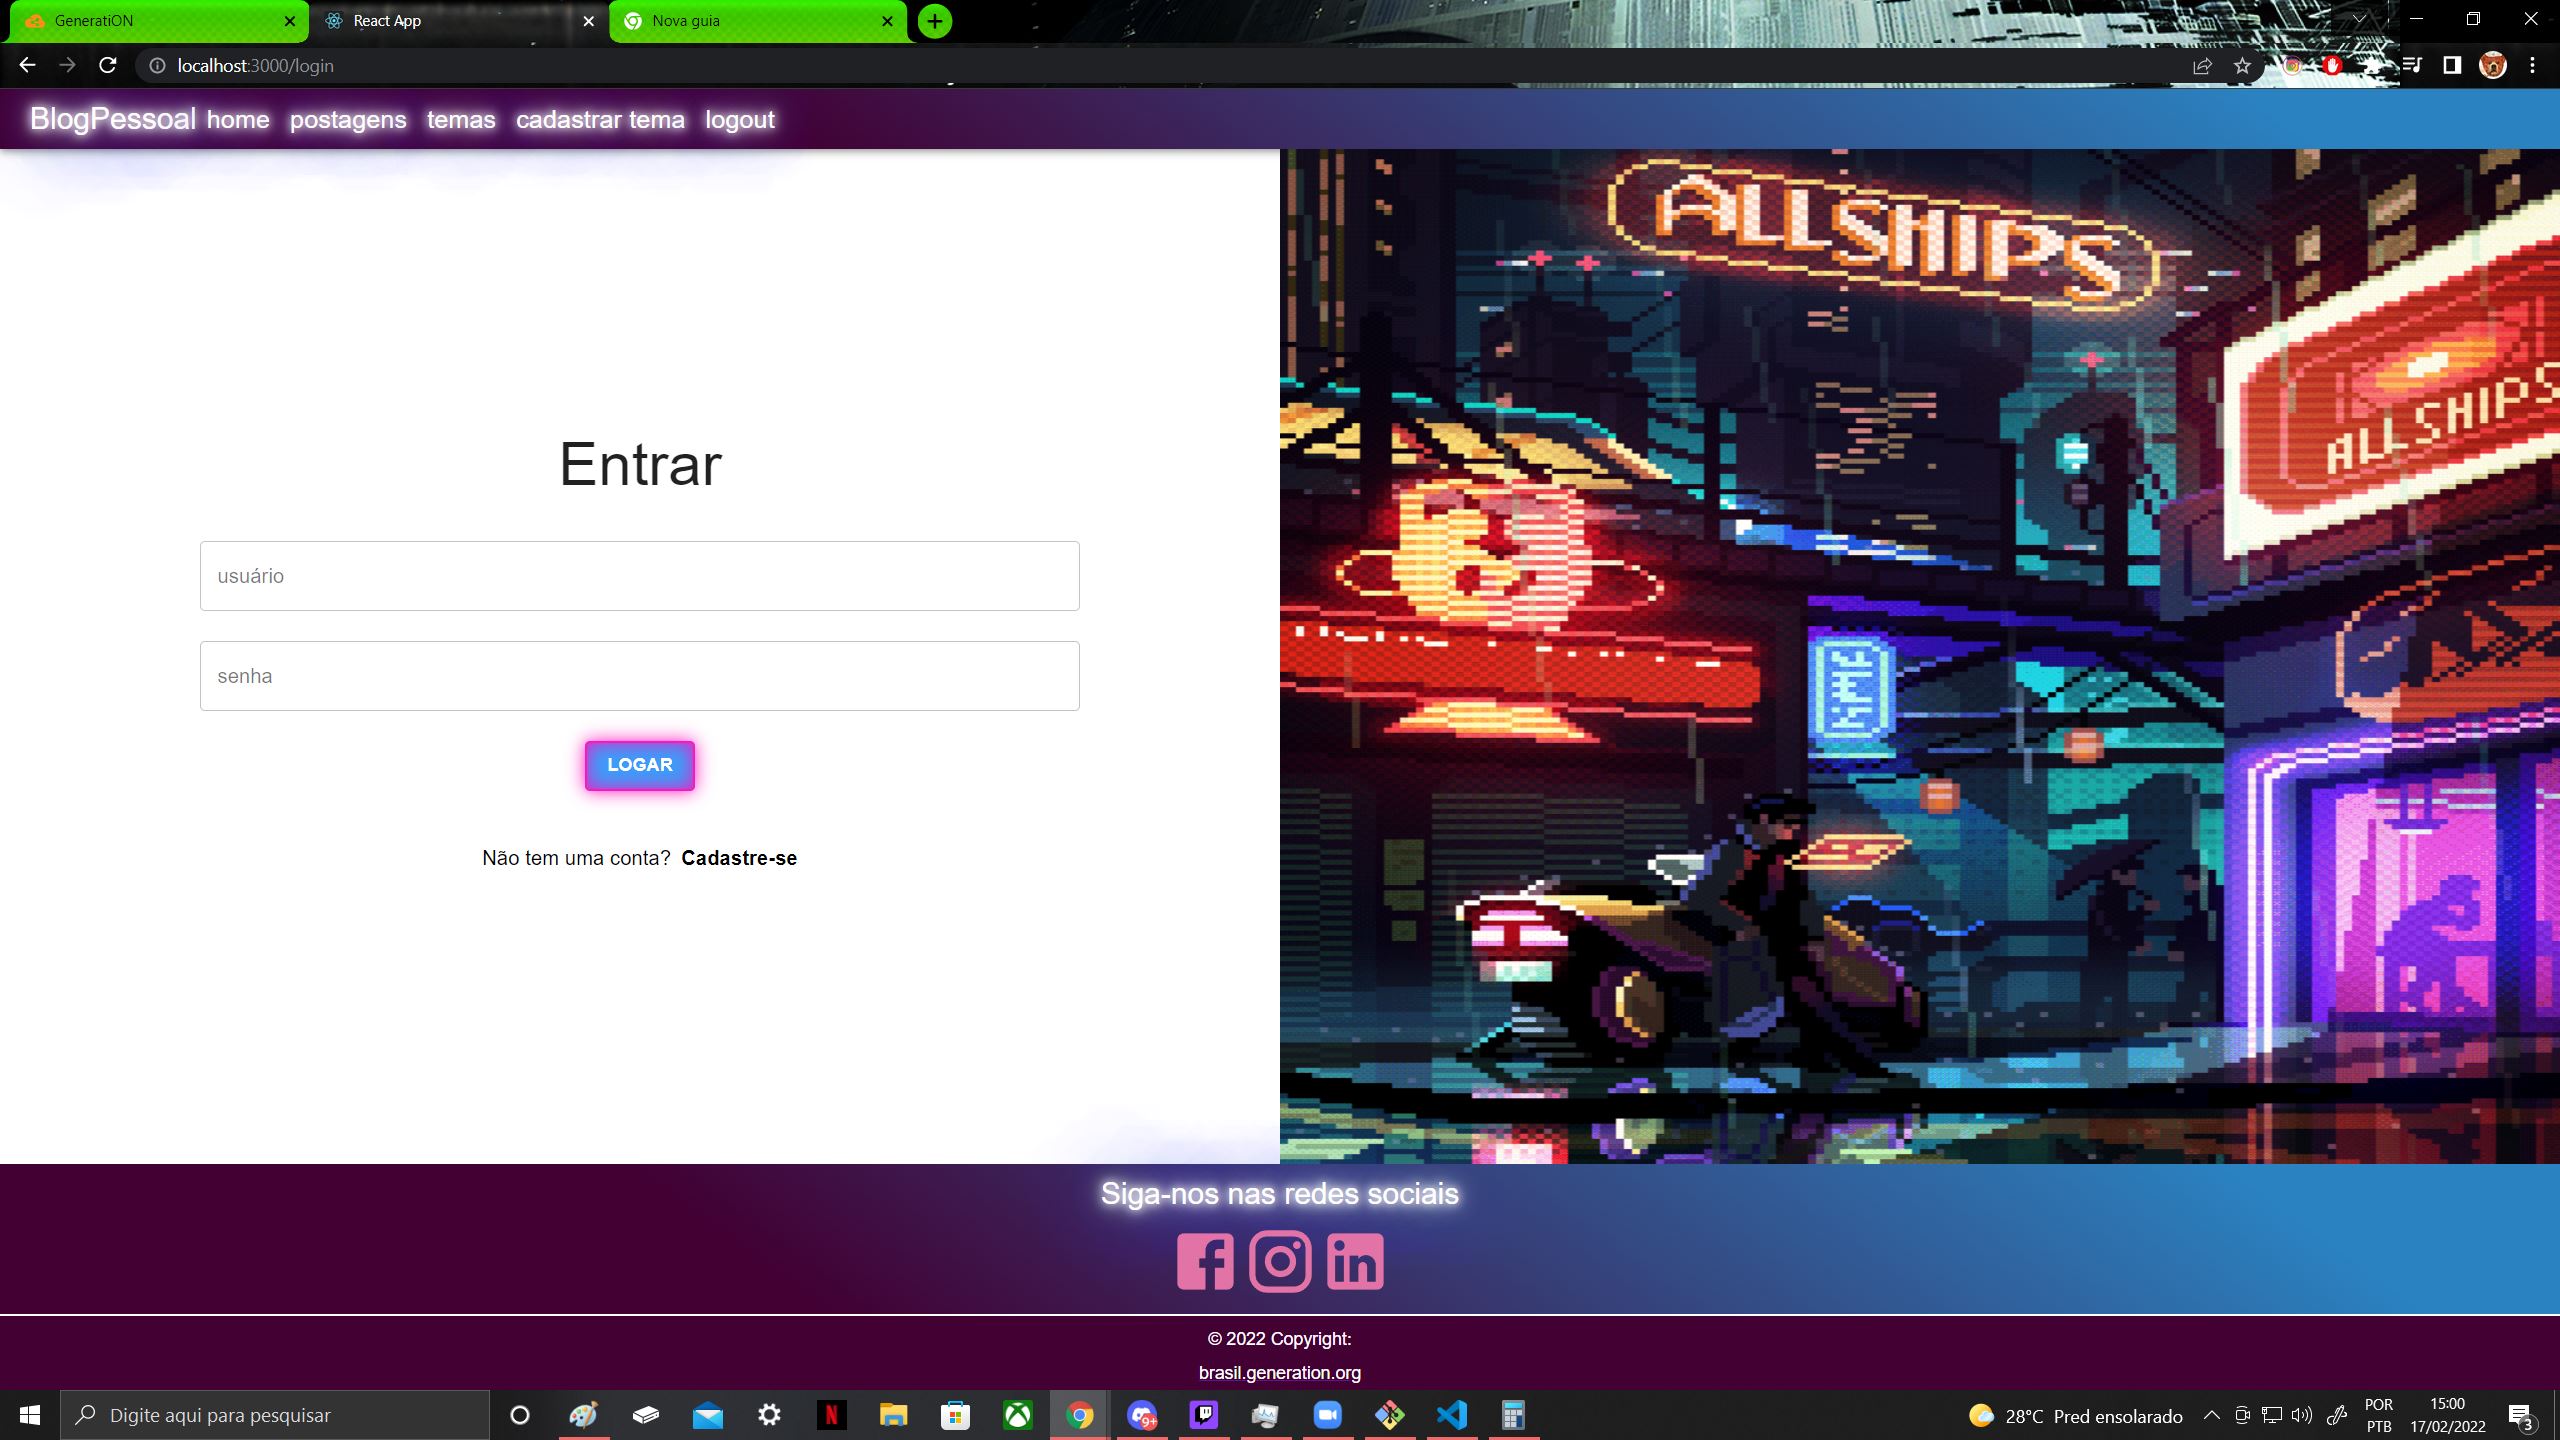 GeneratiON
React App
Nova guia
localhost:3000/login
BlogPessoal home postagens temas cadastrar tema logout
ALLSHIPS
ALLSHIPS
Entrar
usuário
senha
LOGAR
Não tem uma conta? Cadastre-se
Siga-nos nas redes sociais
© 2022 Copyright:
brasil.generation.org
Digite aqui para pesquisar
9+
28°C Pred ensolarado
POR
PTB
15:00
17/02/2022
3